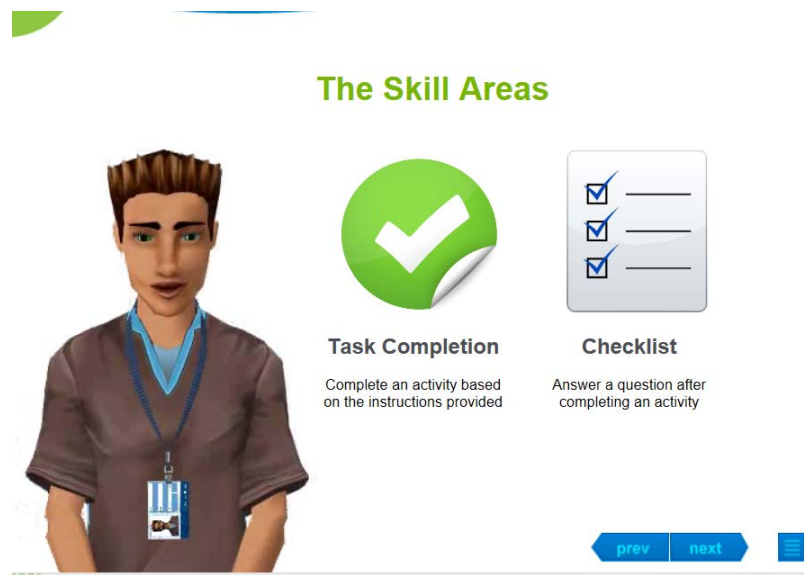 The Skill Areas
Task Completion
Complete an activity based
on the instructions provided
Checklist
Answer a question after
completing an activity
prev
next